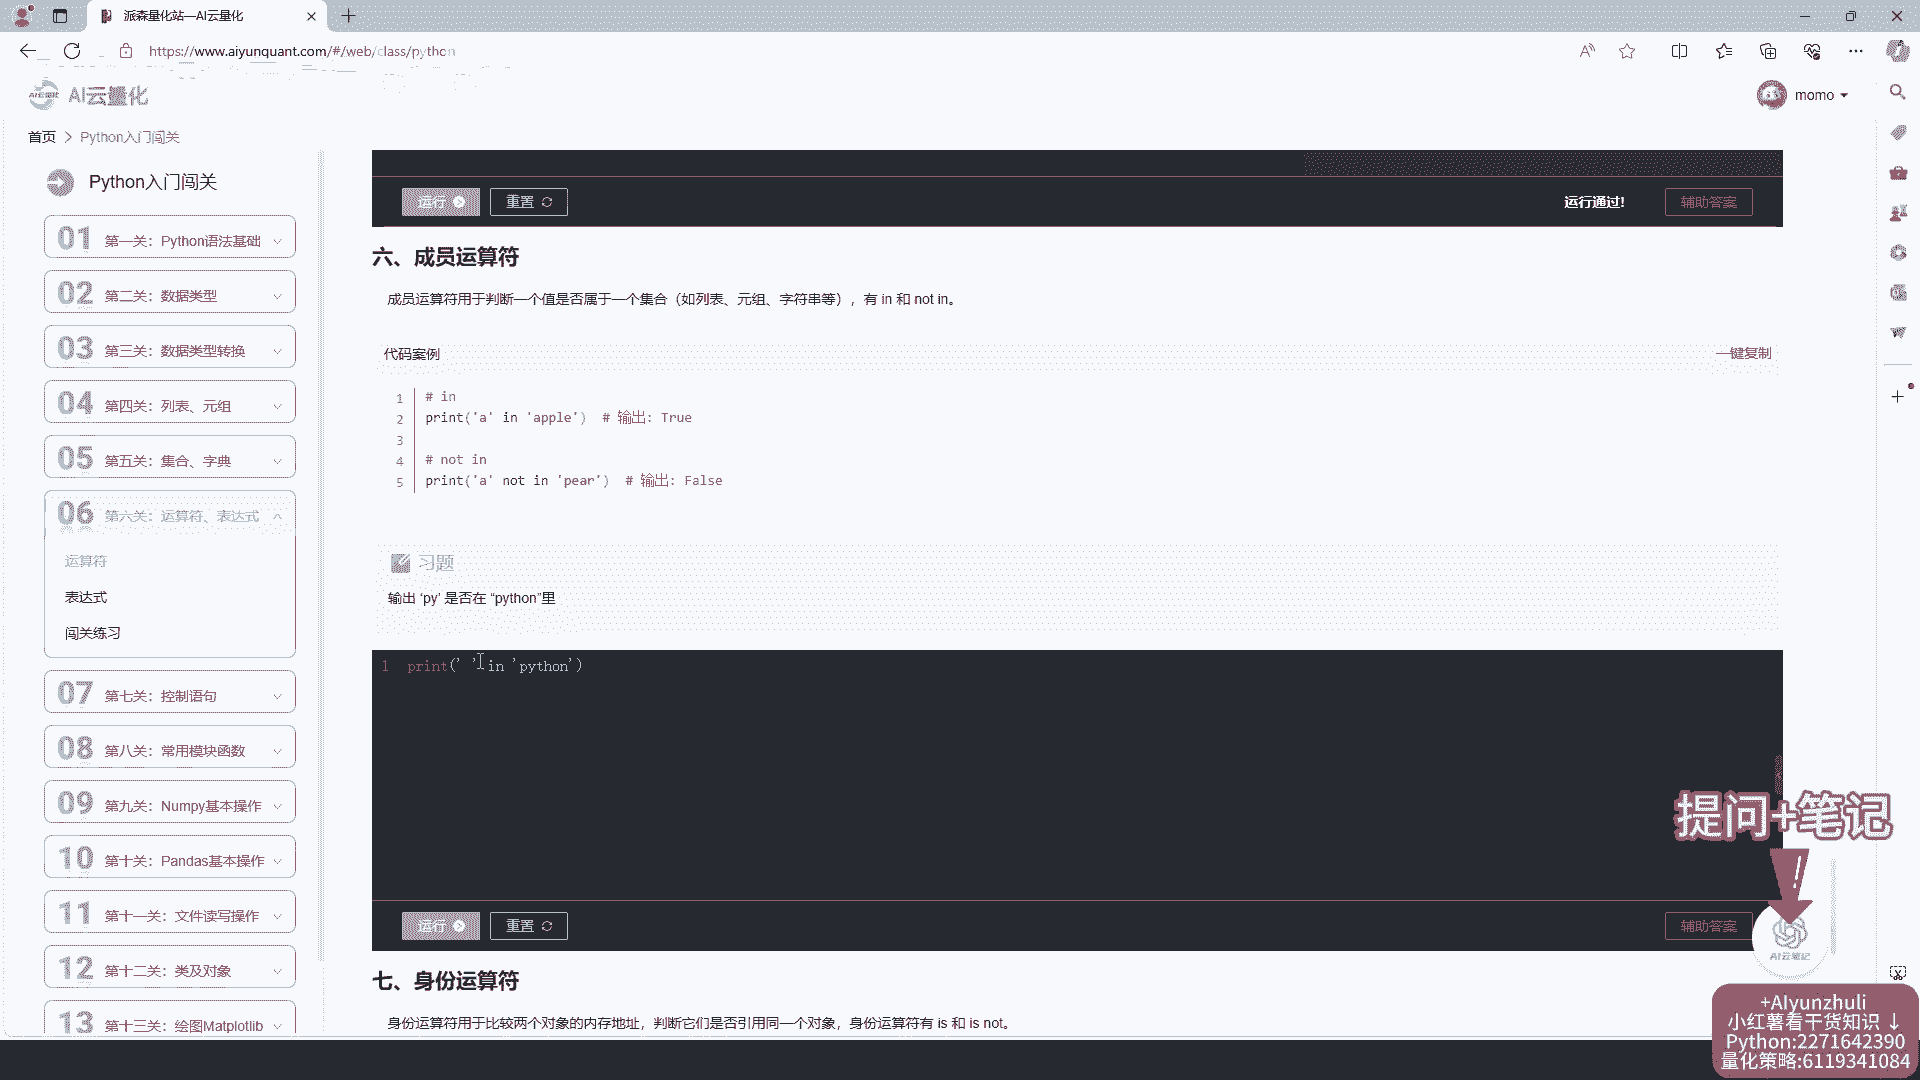 派森量化站—AI云量化
https://www.aiyunquant.com/#/web/class/python
AI云量化
momo
首页 > Python入门闯关
Python入门闯关
01 第一关：Python语法基础
02 第二关：数据类型
03 第三关：数据类型转换
04 第四关：列表、元组
05 第五关：集合、字典
06 第六关：运算符、表达式
运算符
表达式
闯关练习
07 第七关：控制语句
08 第八关：常用模块函数
09 第九关：Numpy基本操作
10 第十关：Pandas基本操作
11 第十一关：文件读写操作
12 第十二关：类及对象
13 第十三关：绘图Matplotlib
运行 重置 运行通过! 辅助答案
六、成员运算符
成员运算符用于判断一个值是否属于一个集合（如列表、元组、字符串等），有 in 和 not in。
代码案例 一键复制
1 # in
2 print('a' in 'apple') # 输出: True
3
4 # not in
5 print('a' not in 'pear') # 输出: False
习题
输出 ‘py’ 是否在 “python”里
1 print(' ' in 'python')
运行 重置 辅助答案
七、身份运算符
身份运算符用于比较两个对象的内存地址，判断它们是否引用同一个对象，身份运算符有 is 和 is not。
提问+笔记
AI云笔记
+AIyunzhuli
小红薯看干货知识 ↓
Python:2271642390
量化策略:6119341084